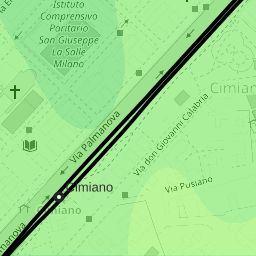 Istituto
Comprensivo
Paritario
San Giuseppe
La Salle
Milano
Cimiano
Via Palmanova
Via don Giovanni Calabria
Cimiano
Via Pusiano
Cimiano